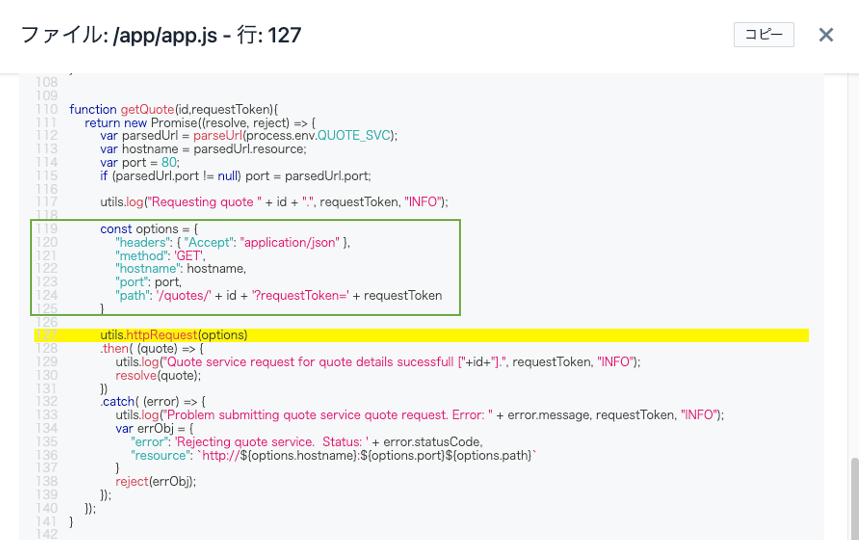 ファイル: /app/app.js - 行: 127
コピー
108
109
110 function getQuote(id,requestToken){
111 return new Promise((resolve, reject) => {
112 var parsedUrl = parseUrl(process.env.QUOTE_SVC);
113 var hostname = parsedUrl.resource;
114 var port = 80;
115 if (parsedUrl.port != null) port = parsedUrl.port;
116
117 utils.log("Requesting quote " + id + ".", requestToken, "INFO");
118
119 const options = {
120 "headers": { "Accept": "application/json" },
121 "method": 'GET',
122 "hostname": hostname,
123 "port": port,
124 "path": '/quotes/' + id + '?requestToken=' + requestToken
125 }
126
127 utils.httpRequest(options)
128 .then( (quote) => {
129 utils.log("Quote service request for quote details sucessfull ["+id+"].", requestToken, "INFO");
130 resolve(quote);
131 })
132 .catch( (error) => {
133 utils.log("Problem submitting quote service quote request. Error: " + error.message, requestToken, "INFO");
134 var errObj = {
135 "error": 'Rejecting quote service.  Status: ' + error.statusCode,
136 "resource": `http://${options.hostname}:${options.port}${options.path}`
137 }
138 reject(errObj);
139 });
140 });
141 }
142